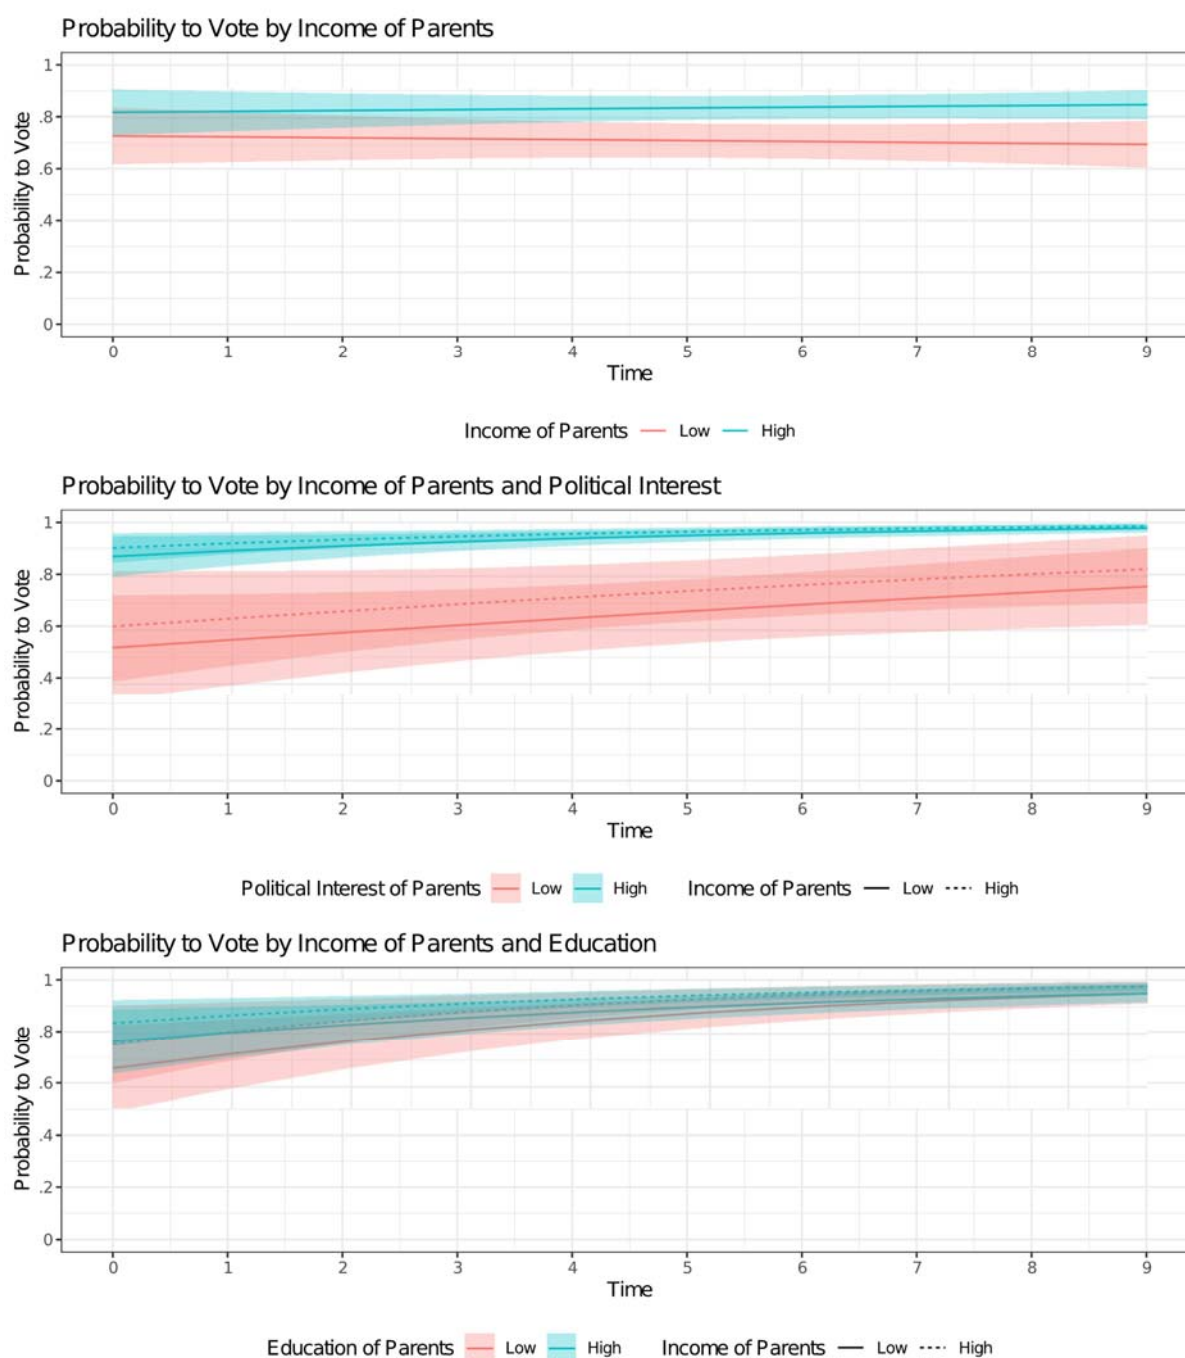 Probability to Vote by Income of Parents
Probability to Vote
1
.8
.6
.4
.2
0
0 1 2 3 4 5 6 7 8 9
Time
Income of Parents Low High
Probability to Vote by Income of Parents and Political Interest
Probability to Vote
1
.8
.6
.4
.2
0
0 1 2 3 4 5 6 7 8 9
Time
Political Interest of Parents Low High Income of Parents Low High
Probability to Vote by Income of Parents and Education
Probability to Vote
1
.8
.6
.4
.2
0
0 1 2 3 4 5 6 7 8 9
Time
Education of Parents Low High Income of Parents Low High